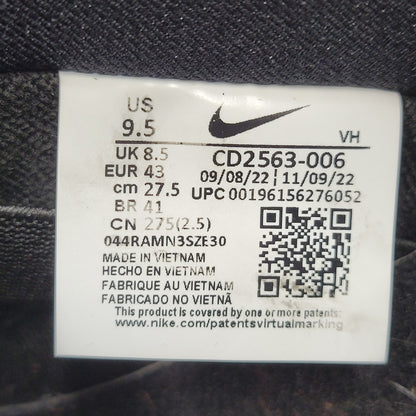 US
9.5
VH
UK 8.5
CD2563-006
EUR 43
09/08/22 ¦ 11/09/22
cm 27.5
UPC 00196156276052
BR 41
CN 275(2.5)
044RAMN3SZE30
MADE IN VIETNAM
HECHO EN VIETNAM
FABRIQUE AU VIETNAM
FABRICADO NO VIETNÃ
This product is covered by one or more patents:
www.nike.com/patentsvirtualmarking